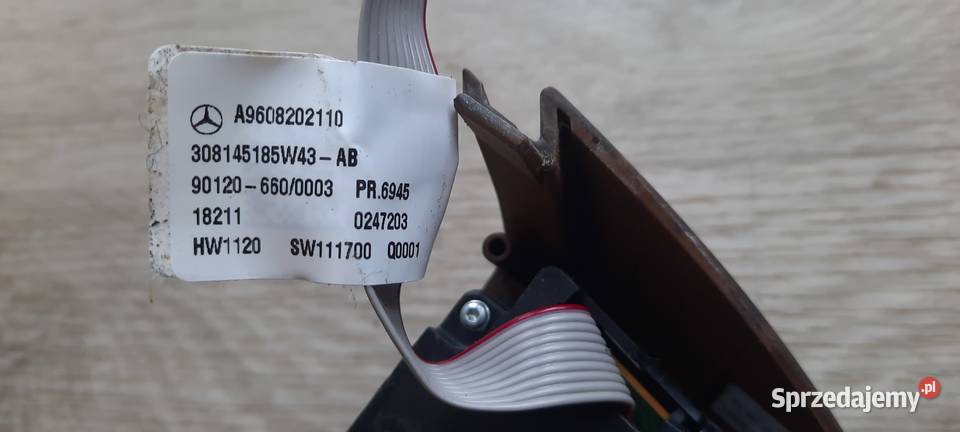 A9608202110
308145185W43-AB
90120-660/0003 PR.6945
18211 0247203
HW1120 SW111700 Q0001
Sprzedajemy.pl